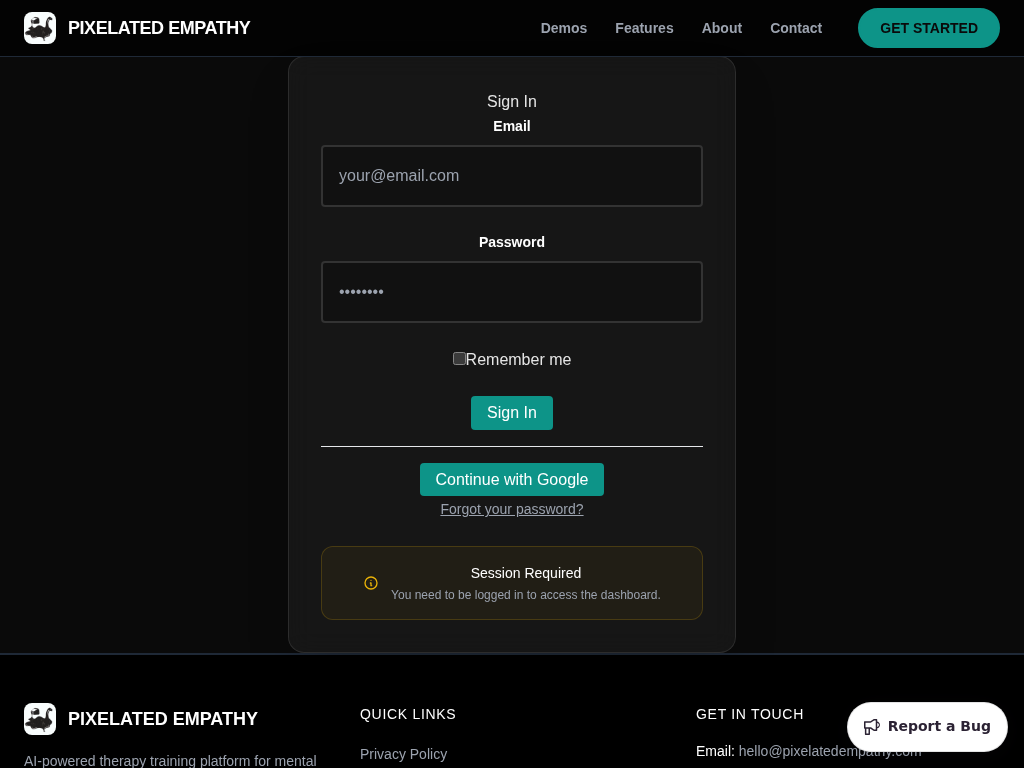 PIXELATED EMPATHY
Demos
Features
About
Contact
GET STARTED
Sign In
Email
your@email.com
Password
••••••••
Remember me
Sign In
Continue with Google
Forgot your password?
Session Required
You need to be logged in to access the dashboard.
PIXELATED EMPATHY
AI-powered therapy training platform for mental
QUICK LINKS
Privacy Policy
GET IN TOUCH
Email: hello@pixelatedempathy.com
Report a Bug